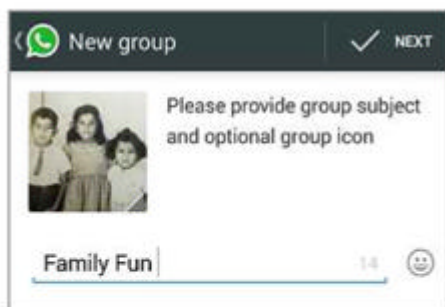 New group
NEXT
Please provide group subject
and optional group icon
Family Fun
14